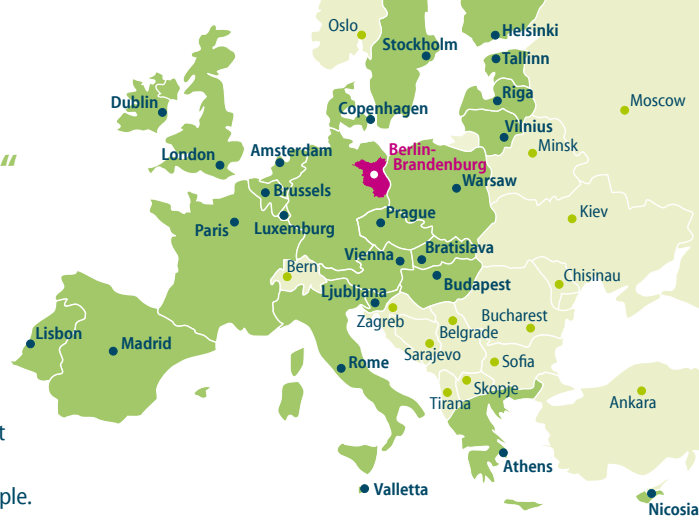 Oslo
Helsinki
Stockholm
Tallinn
Riga
Moscow
Dublin
Copenhagen
Vilnius
Minsk
London
Amsterdam
Berlin-
Brandenburg
“
Warsaw
Brussels
Prague
Kiev
Paris
Luxemburg
Vienna
Bratislava
Bern
Chisinau
Ljubljana
Budapest
Zagreb
Bucharest
Belgrade
Lisbon
Madrid
Sarajevo
Rome
Sofia
Skopje
Tirana
Ankara
t
Athens
Valletta
ple.
Nicosia